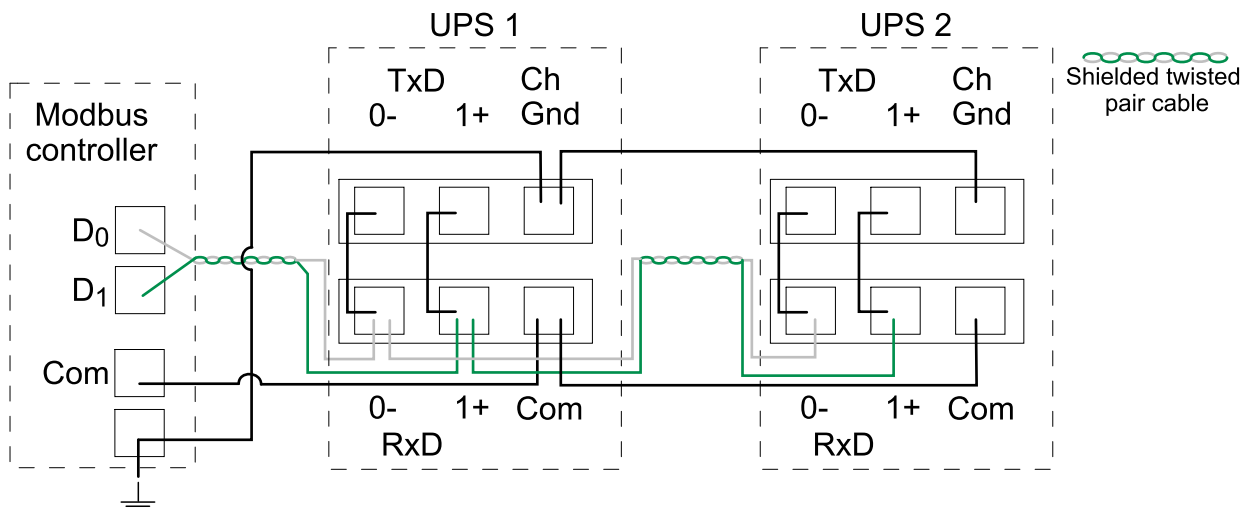 UPS 1
UPS 2
TxD
Ch
0-
1+
Gnd
TxD
Ch
0-
1+
Gnd
Shielded twisted
pair cable
Modbus
controller
D0
D1
Com
0-
1+
Com
RxD
0-
1+
Com
RxD